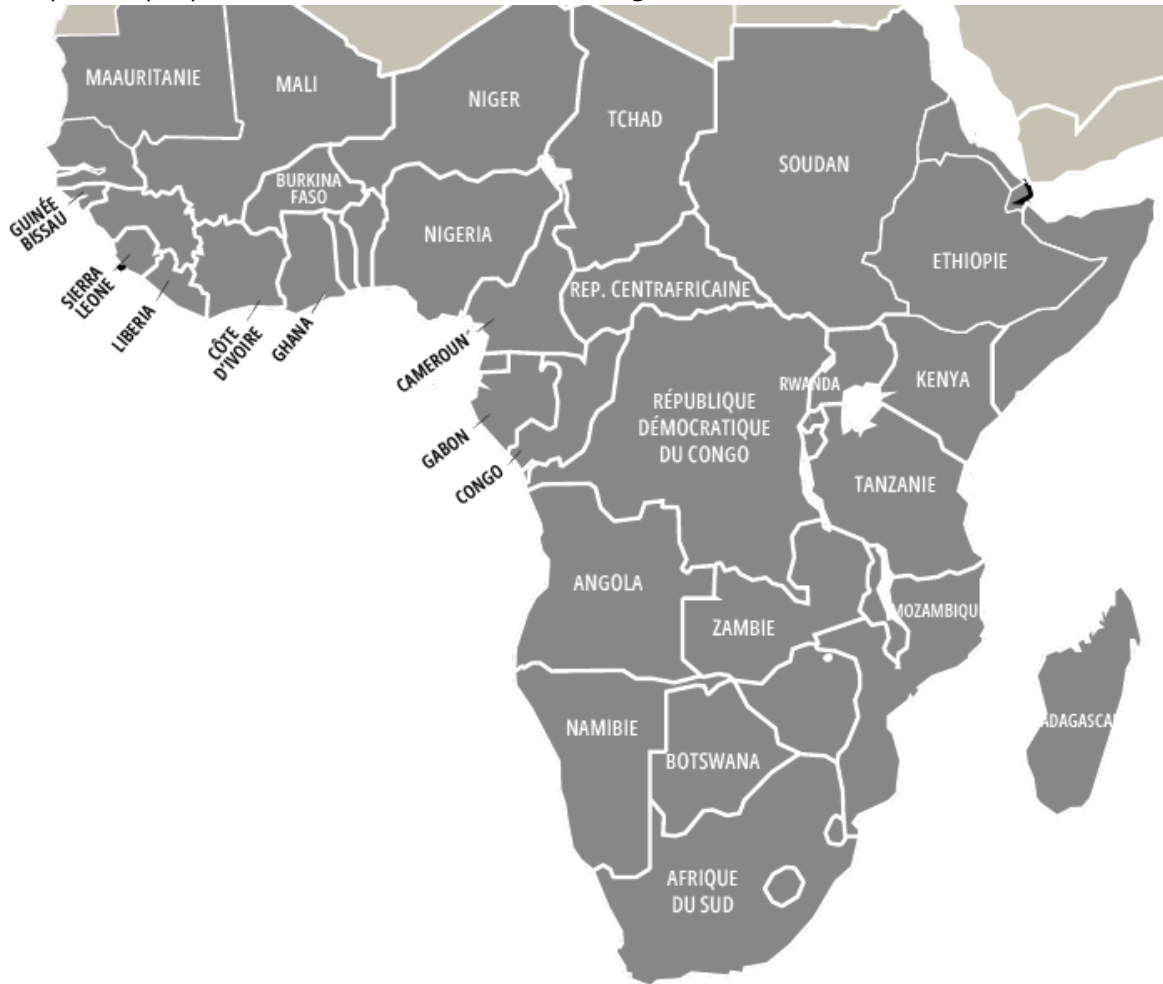 MAAURITANIE
MALI
NIGER
TCHAD
SOUDAN
BURKINA
FASO
NIGERIA
GUINÉE
BISSAU
ETHIOPIE
SIERRA
LEONE
REP. CENTRAFRICAINE
LIBERIA
CÔTE
D'IVOIRE
GHANA
CAMEROUN
RWANDA
KENYA
RÉPUBLIQUE
DÉMOCRATIQUE
DU CONGO
GABON
CONGO
TANZANIE
ANGOLA
MOZAMBIQU
ZAMBIE
NAMIBIE
ADAGASCA
BOTSWANA
AFRIQUE
DU SUD